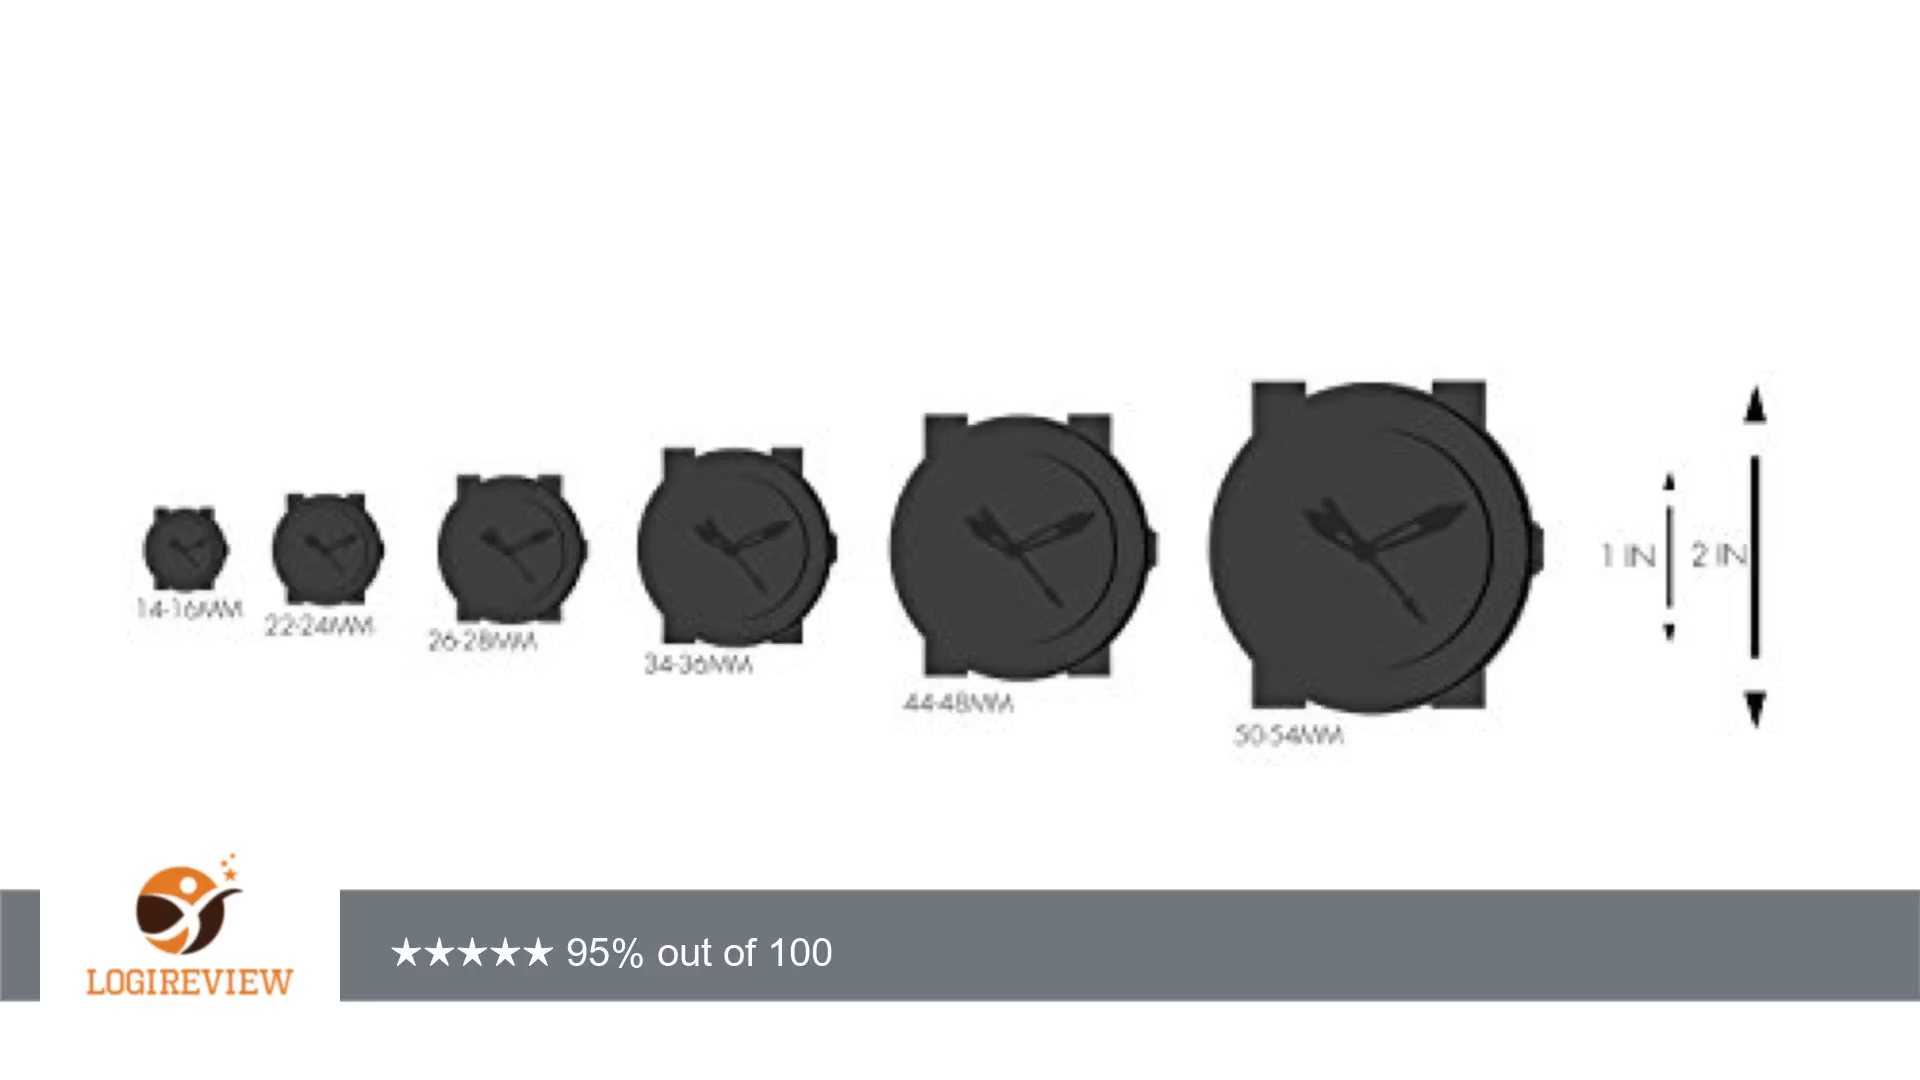 14-16MM
22-24MM
26-28MM
34-36MM
44-48MM
50-54MM
1 IN
2 IN
LOGIREVIEW
★★★★★ 95% out of 100